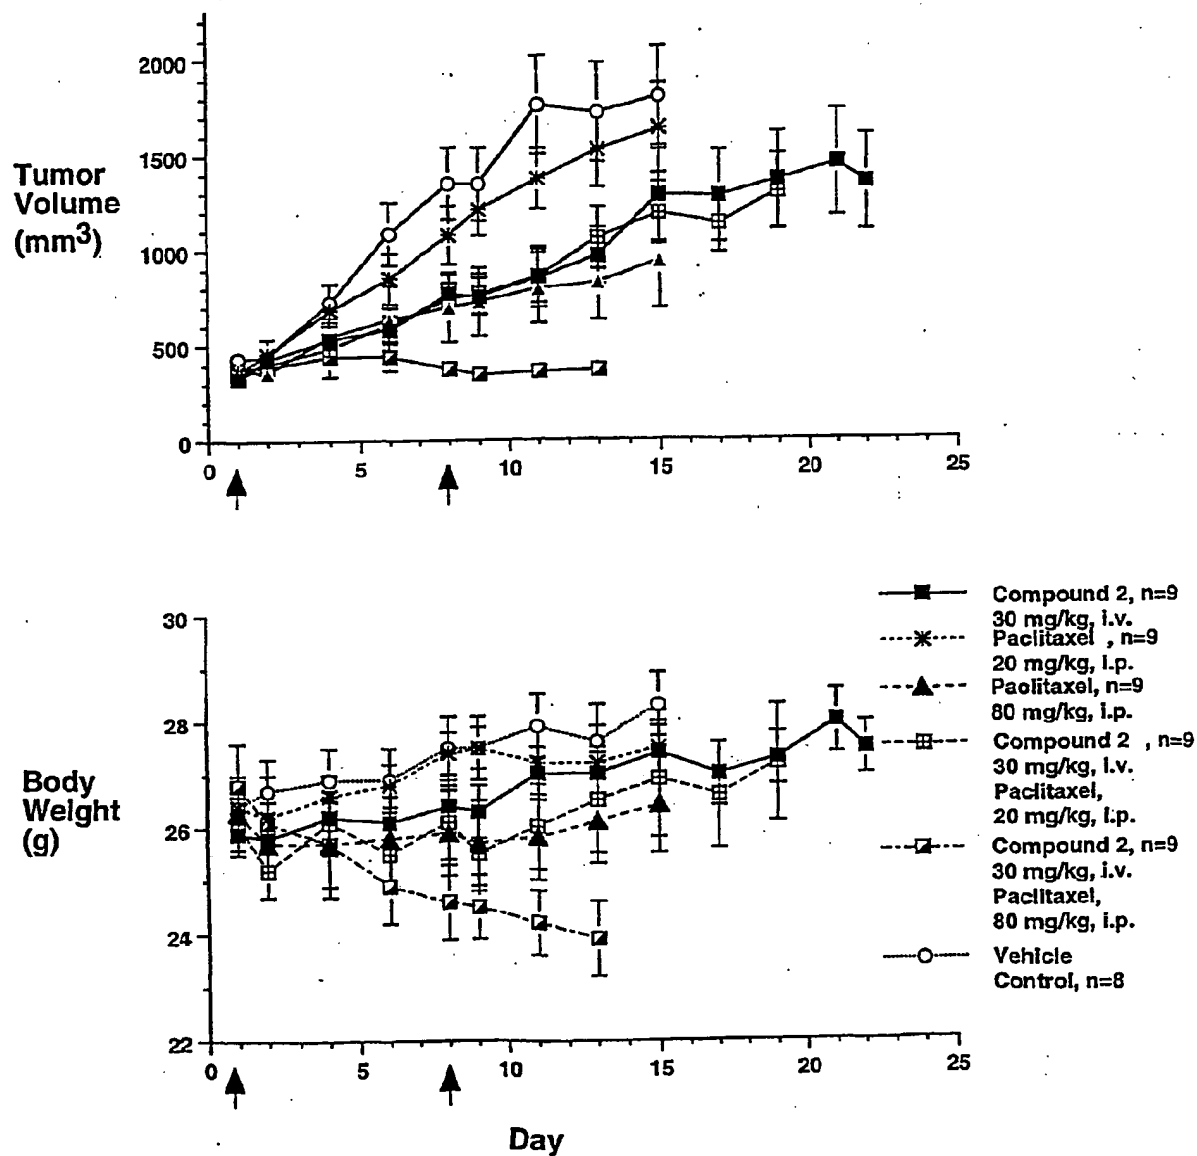 2000
1500
1000
500
0
Tumor
Volume
(mm3)
0 5 10 15 20 25
30
28
26
24
22
Body
Weight
(g)
0 5 10 15 20 25
Day
Compound 2, n=9
30 mg/kg, i.v.
Paclitaxel , n=9
20 mg/kg, i.p.
Paolitaxel, n=9
80 mg/kg, i.p.
Compound 2 , n=9
30 mg/kg, i.v.
Paclitaxel,
20 mg/kg, i.p.
Compound 2, n=9
30 mg/kg, i.v.
Paclitaxel,
80 mg/kg, i.p.
Vehicle
Control, n=8